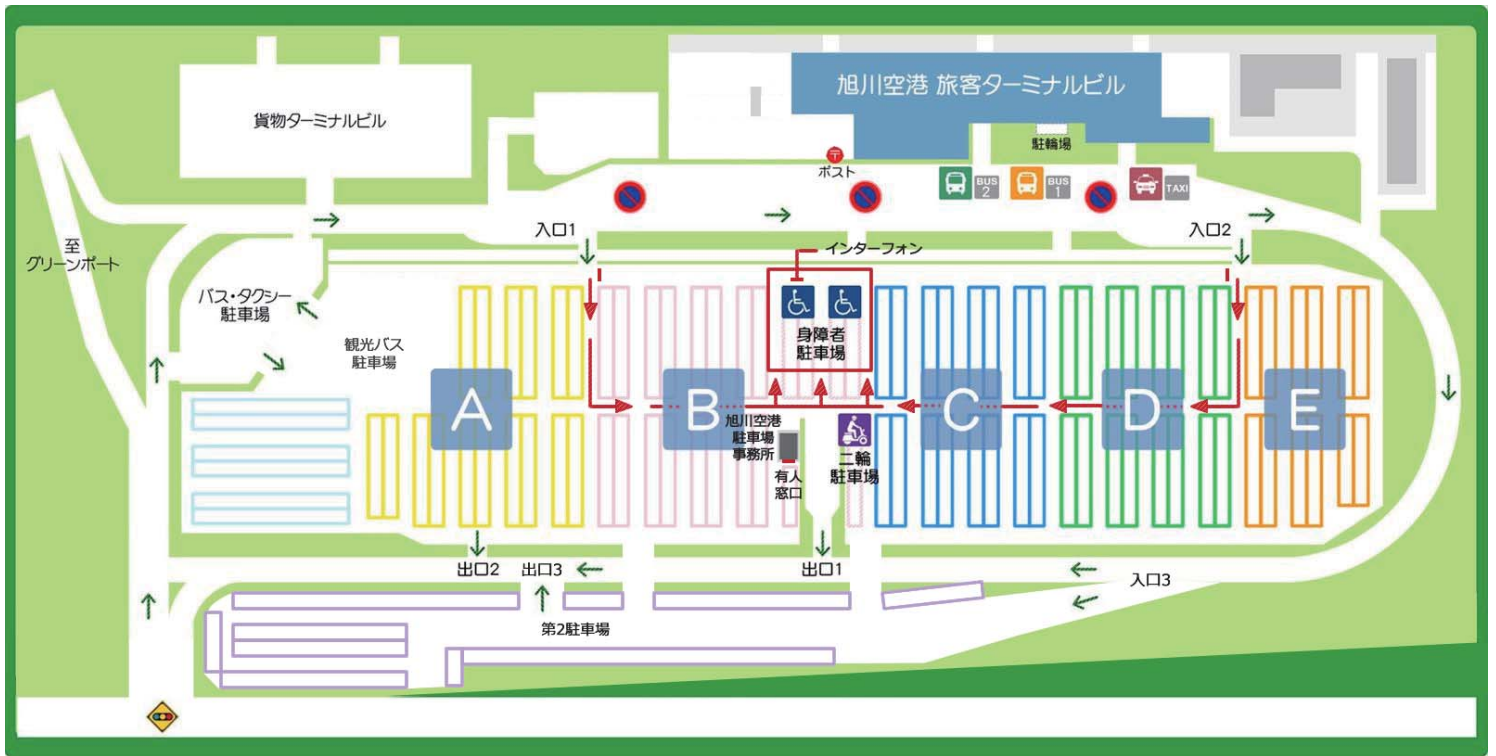 旭川空港 旅客ターミナルビル
貨物ターミナルビル
駐輪場
〒
ポスト
BUS
2
BUS
1
TAXI
入口1
入口2
至
グリーンポート
インターフォン
バス・タクシー
駐車場
観光バス
駐車場
身障者
駐車場
A
B
C
D
E
旭川空港
駐車場
事務所
有人
窓口
二輪
駐車場
出口2
出口3
出口1
入口3
第2駐車場